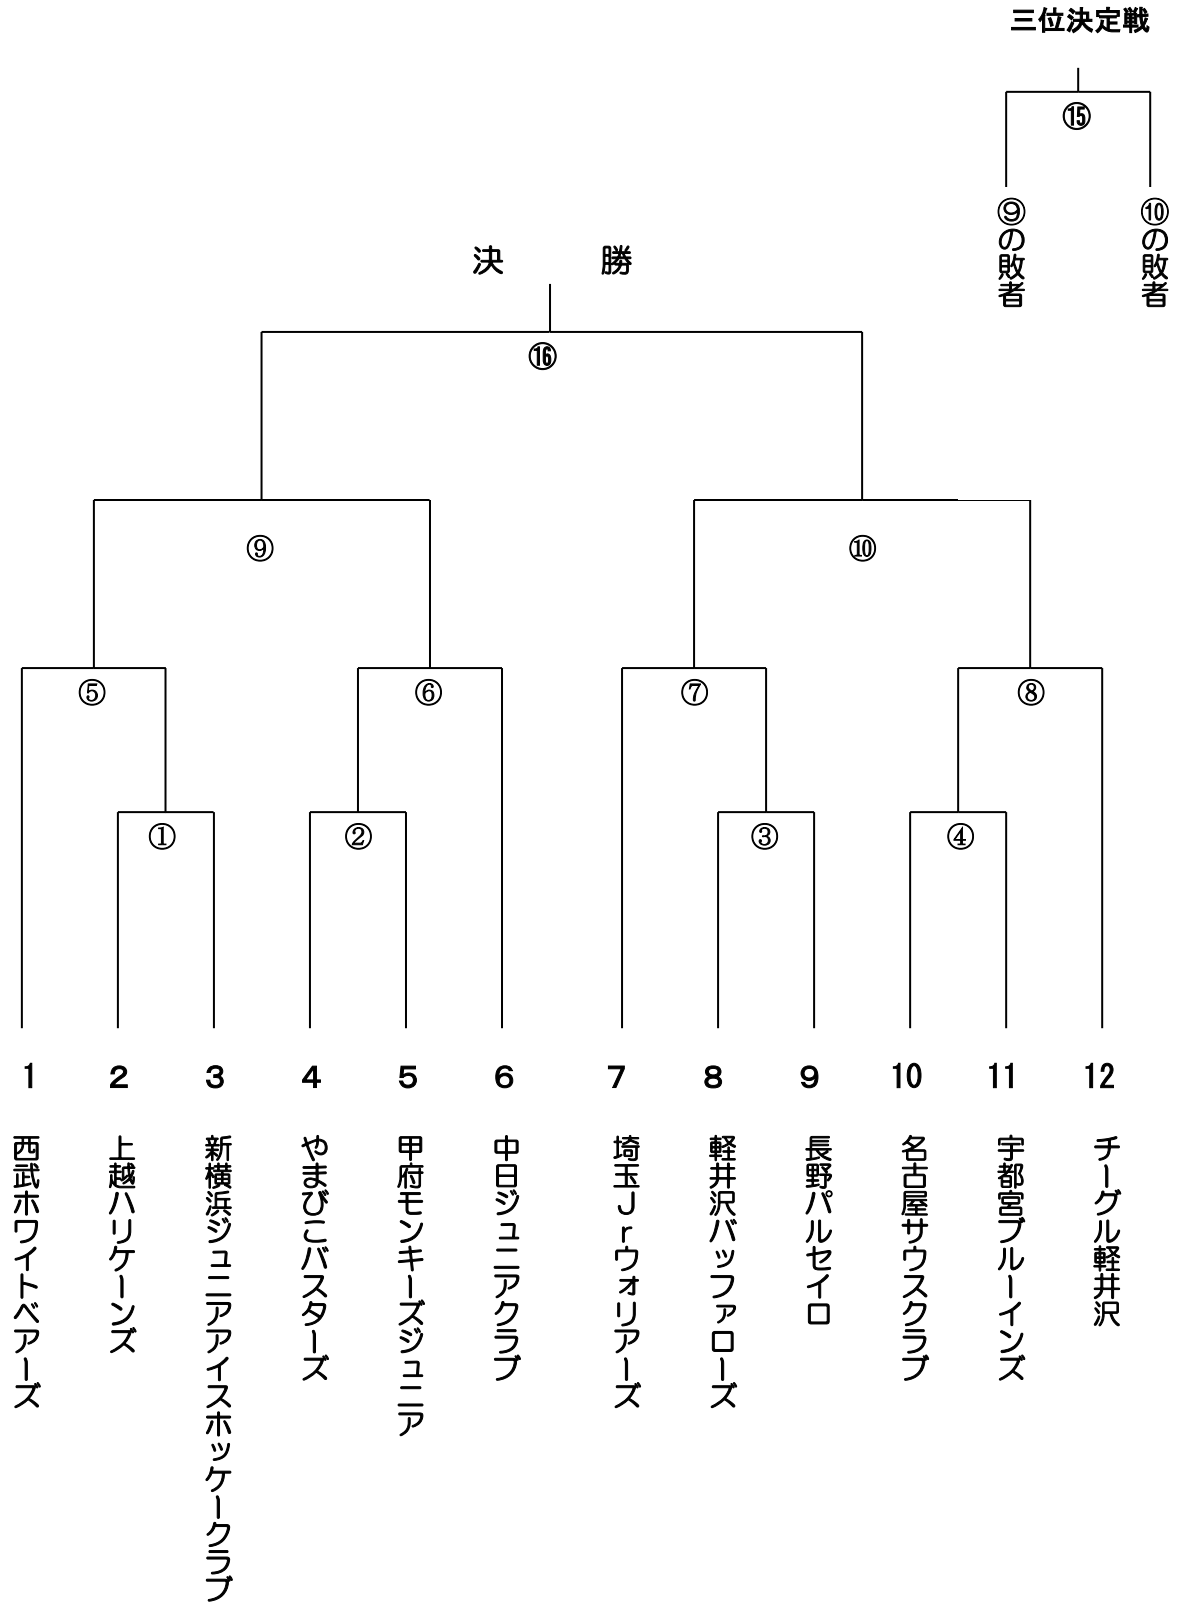 三位決定戦
⑮
⑨の敗者
⑩の敗者
決 勝
⑯
⑨
⑩
⑤
⑥
⑦
⑧
①
②
③
④
1
2
3
4
5
6
7
8
9
10
11
12
西武ホワイトベアーズ
上越ハリケーンズ
新横浜ジュニアアイスホッケークラブ
やまびこバスターズ
甲府モンキーズジュニア
中日ジュニアクラブ
埼玉Jrウォリアーズ
軽井沢バッファローズ
長野パルセイロ
名古屋サウスクラブ
宇都宮ブルーインズ
チーグル軽井沢